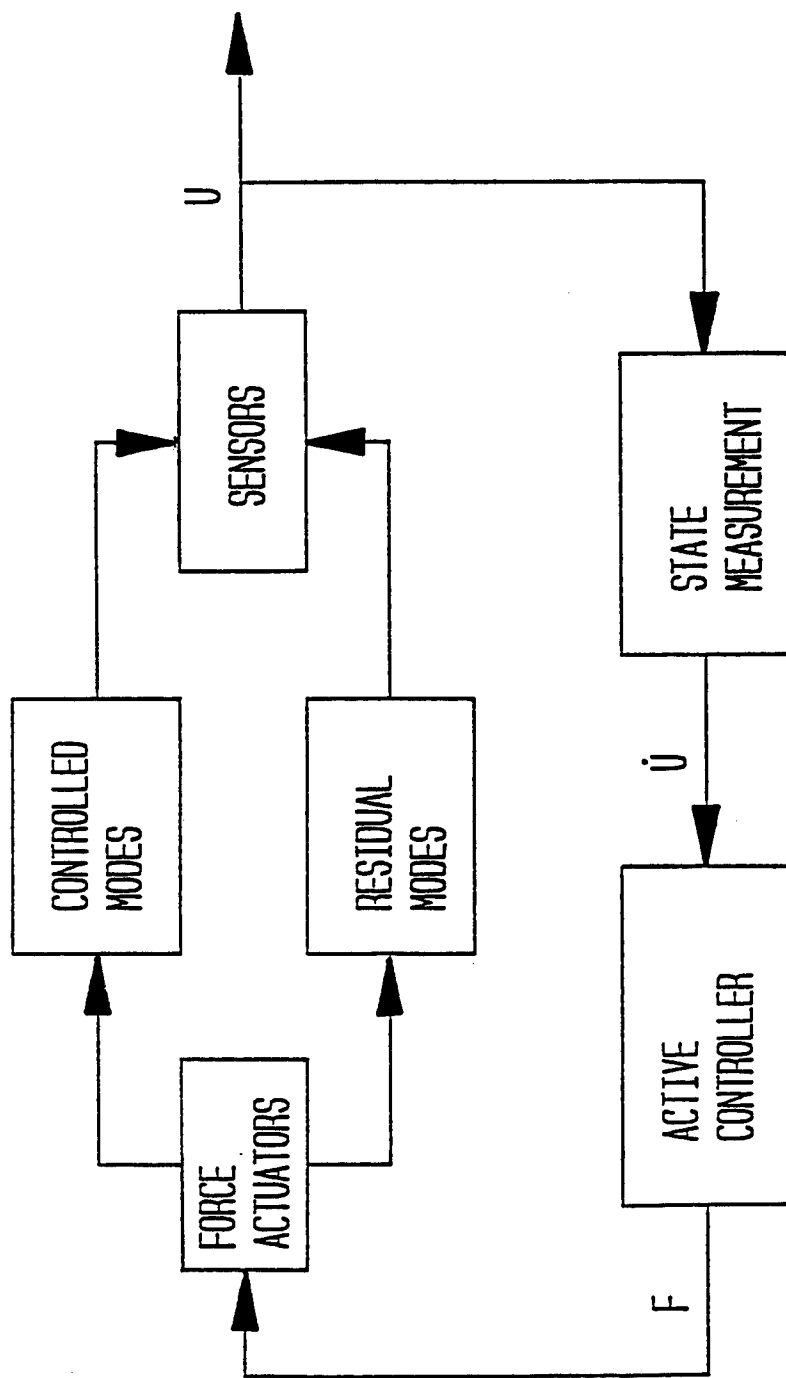 CONTROLLED
MODES
FORCE
ACTUATORS
SENSORS
U
RESIDUAL
MODES
F
ACTIVE
CONTROLLER
U̇
STATE
MEASUREMENT